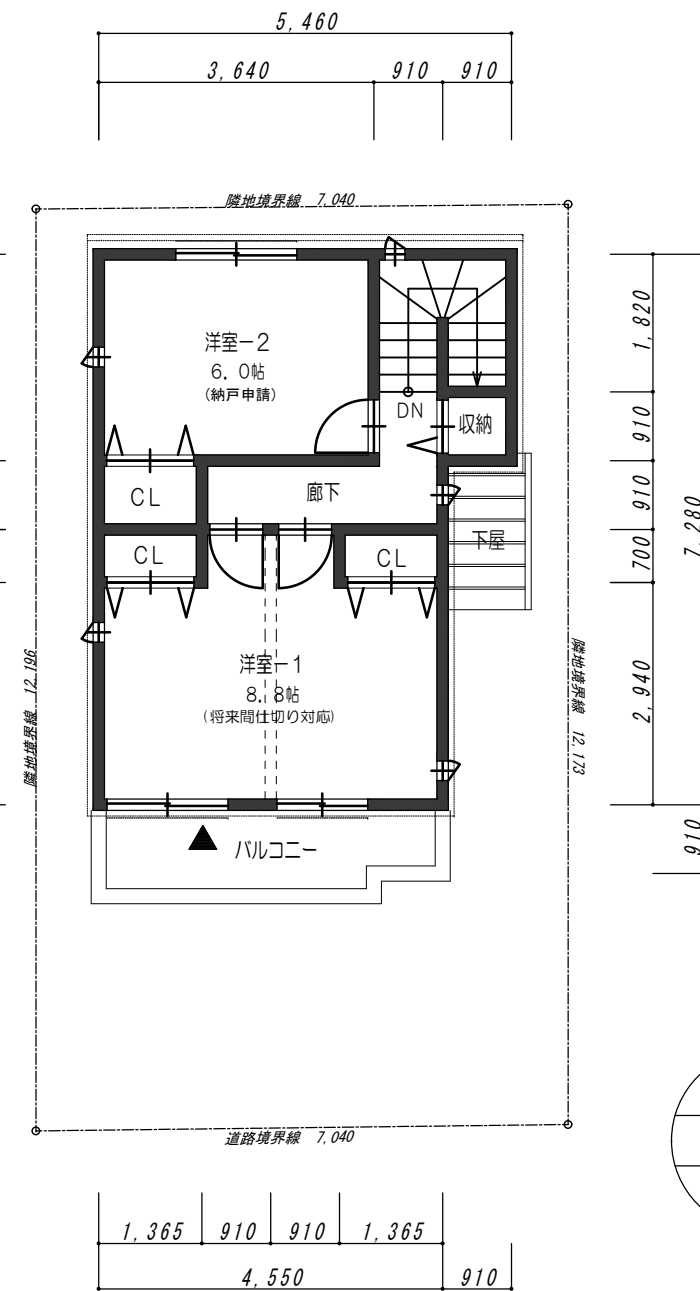 5,460
3,640 910 910
隣地境界線 7,040
洋室-2
6.0帖
(納戸申請)
DN
収納
CL
廊下
CL
CL
下屋
洋室-1
8.8帖
(将来間仕切り対応)
バルコニー
隣地境界線 12,196
隣地境界線 12,173
1,820
910
910
700
2,940
7,280
910
道路境界線 7,040
1,365 910 910 1,365
4,550 910